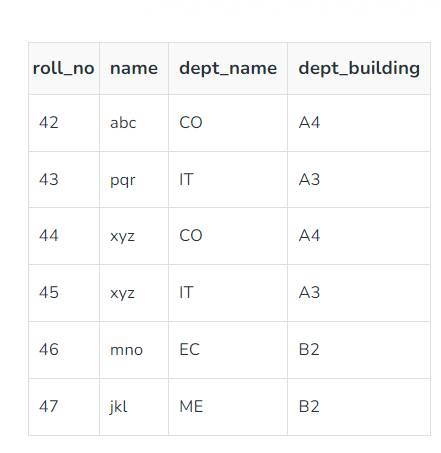 roll_no name dept_name dept_building
42 abc CO A4
43 pqr IT A3
44 xyz CO A4
45 xyz IT A3
46 mno EC B2
47 jkl ME B2